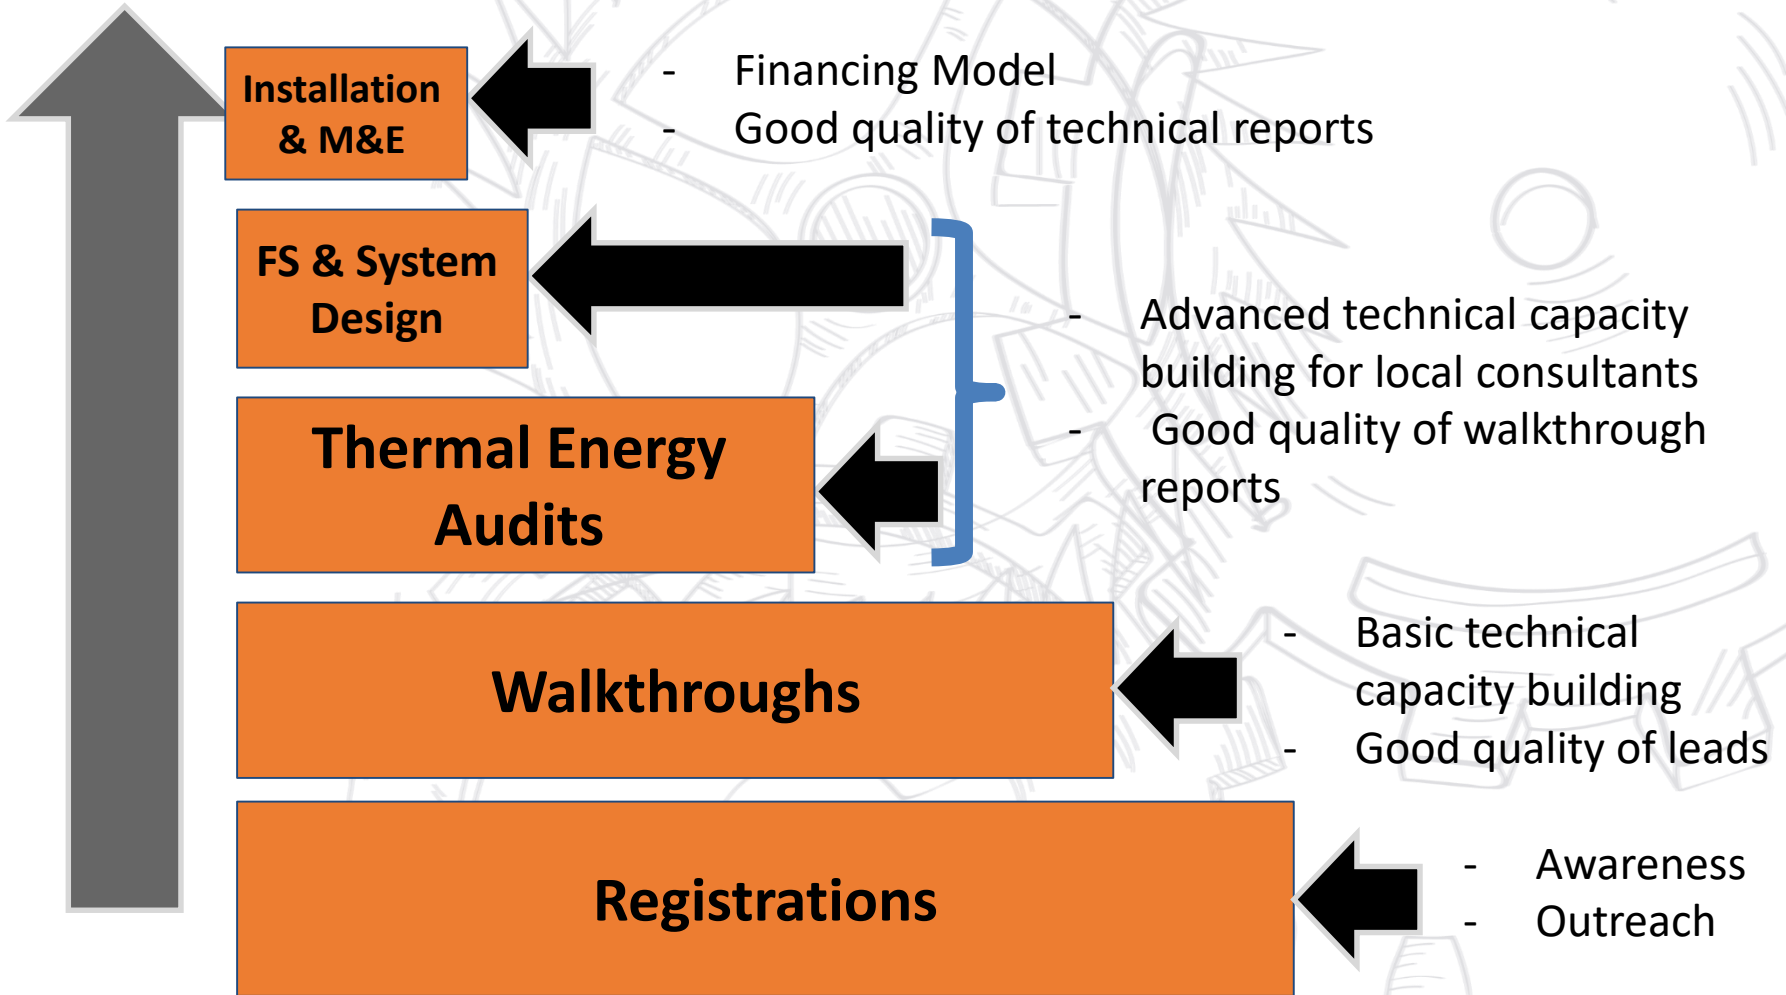 Installation
& M&E
- Financing Model
- Good quality of technical reports
FS & System
Design
Thermal Energy
Audits
- Advanced technical capacity
building for local consultants
- Good quality of walkthrough
reports
Walkthroughs
- Basic technical
capacity building
- Good quality of leads
Registrations
- Awareness
- Outreach